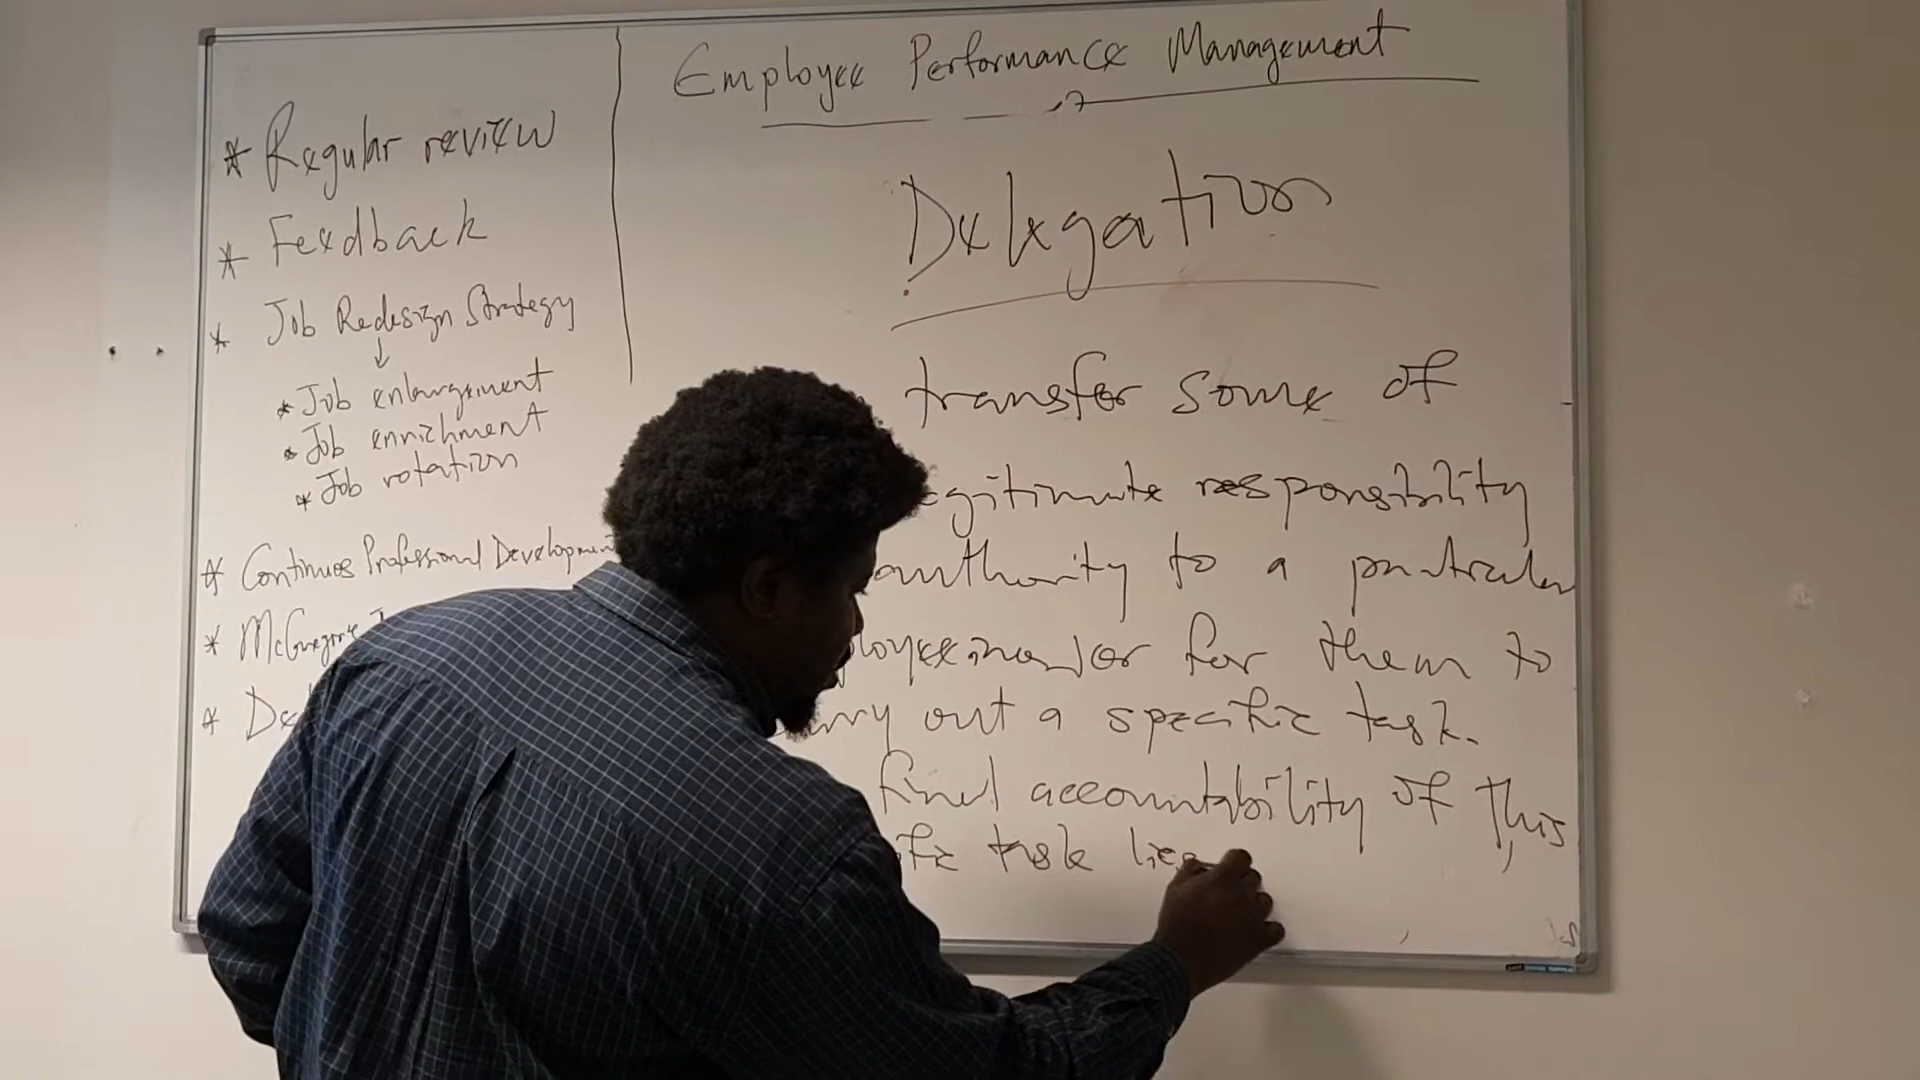 Employee Performance Management
* Regular review
* Feedback
* Job Redesign Strategy
* Job enlargement
* Job enrichment
* Job rotation
* Continues Professional Development
* McGregor's
*
Delegation
transfer some of
legitimate responsibility
authority to a particular
for them to
carry out a specific task.
final accountability of this
task lies